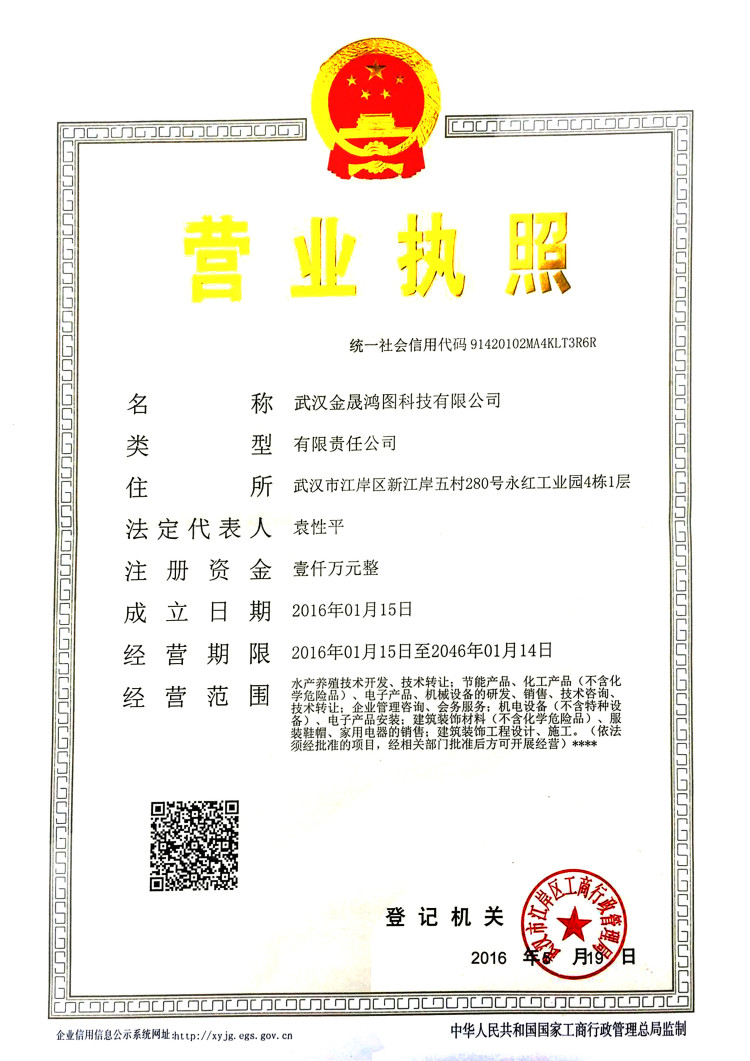 营业执照
统一社会信用代码 91420102MA4KLT3R6R
名称 武汉金晟鸿图科技有限公司
类型 有限责任公司
住所 武汉市江岸区新江岸五村280号永红工业园4栋1层
法定代表人 袁性平
注册资金 壹仟万元整
成立日期 2016年01月15日
经营期限 2016年01月15日至2046年01月14日
经营范围 水产养殖技术开发、技术转让；节能产品、化工产品（不含化
学危险品）、电子产品、机械设备的研发、销售、技术咨询、
技术转让；企业管理咨询、会务服务；机电设备（不含特种设
备）、电子产品安装；建筑装饰材料（不含化学危险品）、服
装鞋帽、家用电器的销售；建筑装饰工程设计、施工。（依法
须经批准的项目，经相关部门批准后方可开展经营）****
武汉市江岸区工商行政管理局
登记机关
2016 年 月19 日
企业信用信息公示系统网址:http://xyjg.egs.gov.cn
中华人民共和国国家工商行政管理总局监制